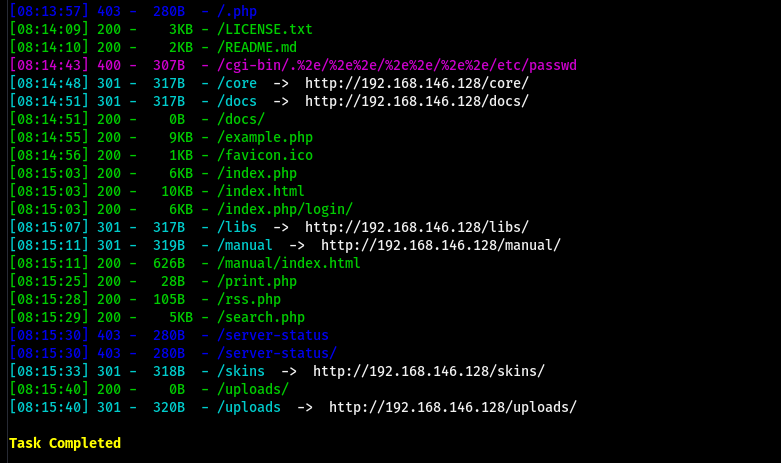 [08:13:57] 403 -  280B  - /.php
[08:14:09] 200 -    3KB - /LICENSE.txt
[08:14:10] 200 -    2KB - /README.md
[08:14:43] 400 -  307B  - /cgi-bin/.%2e/%2e%2e/%2e%2e/%2e%2e/etc/passwd
[08:14:48] 301 -  317B  - /core  ->  http://192.168.146.128/core/
[08:14:51] 301 -  317B  - /docs  ->  http://192.168.146.128/docs/
[08:14:51] 200 -    0B  - /docs/
[08:14:55] 200 -    9KB - /example.php
[08:14:56] 200 -    1KB - /favicon.ico
[08:15:03] 200 -    6KB - /index.php
[08:15:03] 200 -   10KB - /index.html
[08:15:03] 200 -    6KB - /index.php/login/
[08:15:07] 301 -  317B  - /libs  ->  http://192.168.146.128/libs/
[08:15:11] 301 -  319B  - /manual  ->  http://192.168.146.128/manual/
[08:15:11] 200 -  626B  - /manual/index.html
[08:15:25] 200 -   28B  - /print.php
[08:15:28] 200 -  105B  - /rss.php
[08:15:29] 200 -    5KB - /search.php
[08:15:30] 403 -  280B  - /server-status
[08:15:30] 403 -  280B  - /server-status/
[08:15:33] 301 -  318B  - /skins  ->  http://192.168.146.128/skins/
[08:15:40] 200 -    0B  - /uploads/
[08:15:40] 301 -  320B  - /uploads  ->  http://192.168.146.128/uploads/
Task Completed